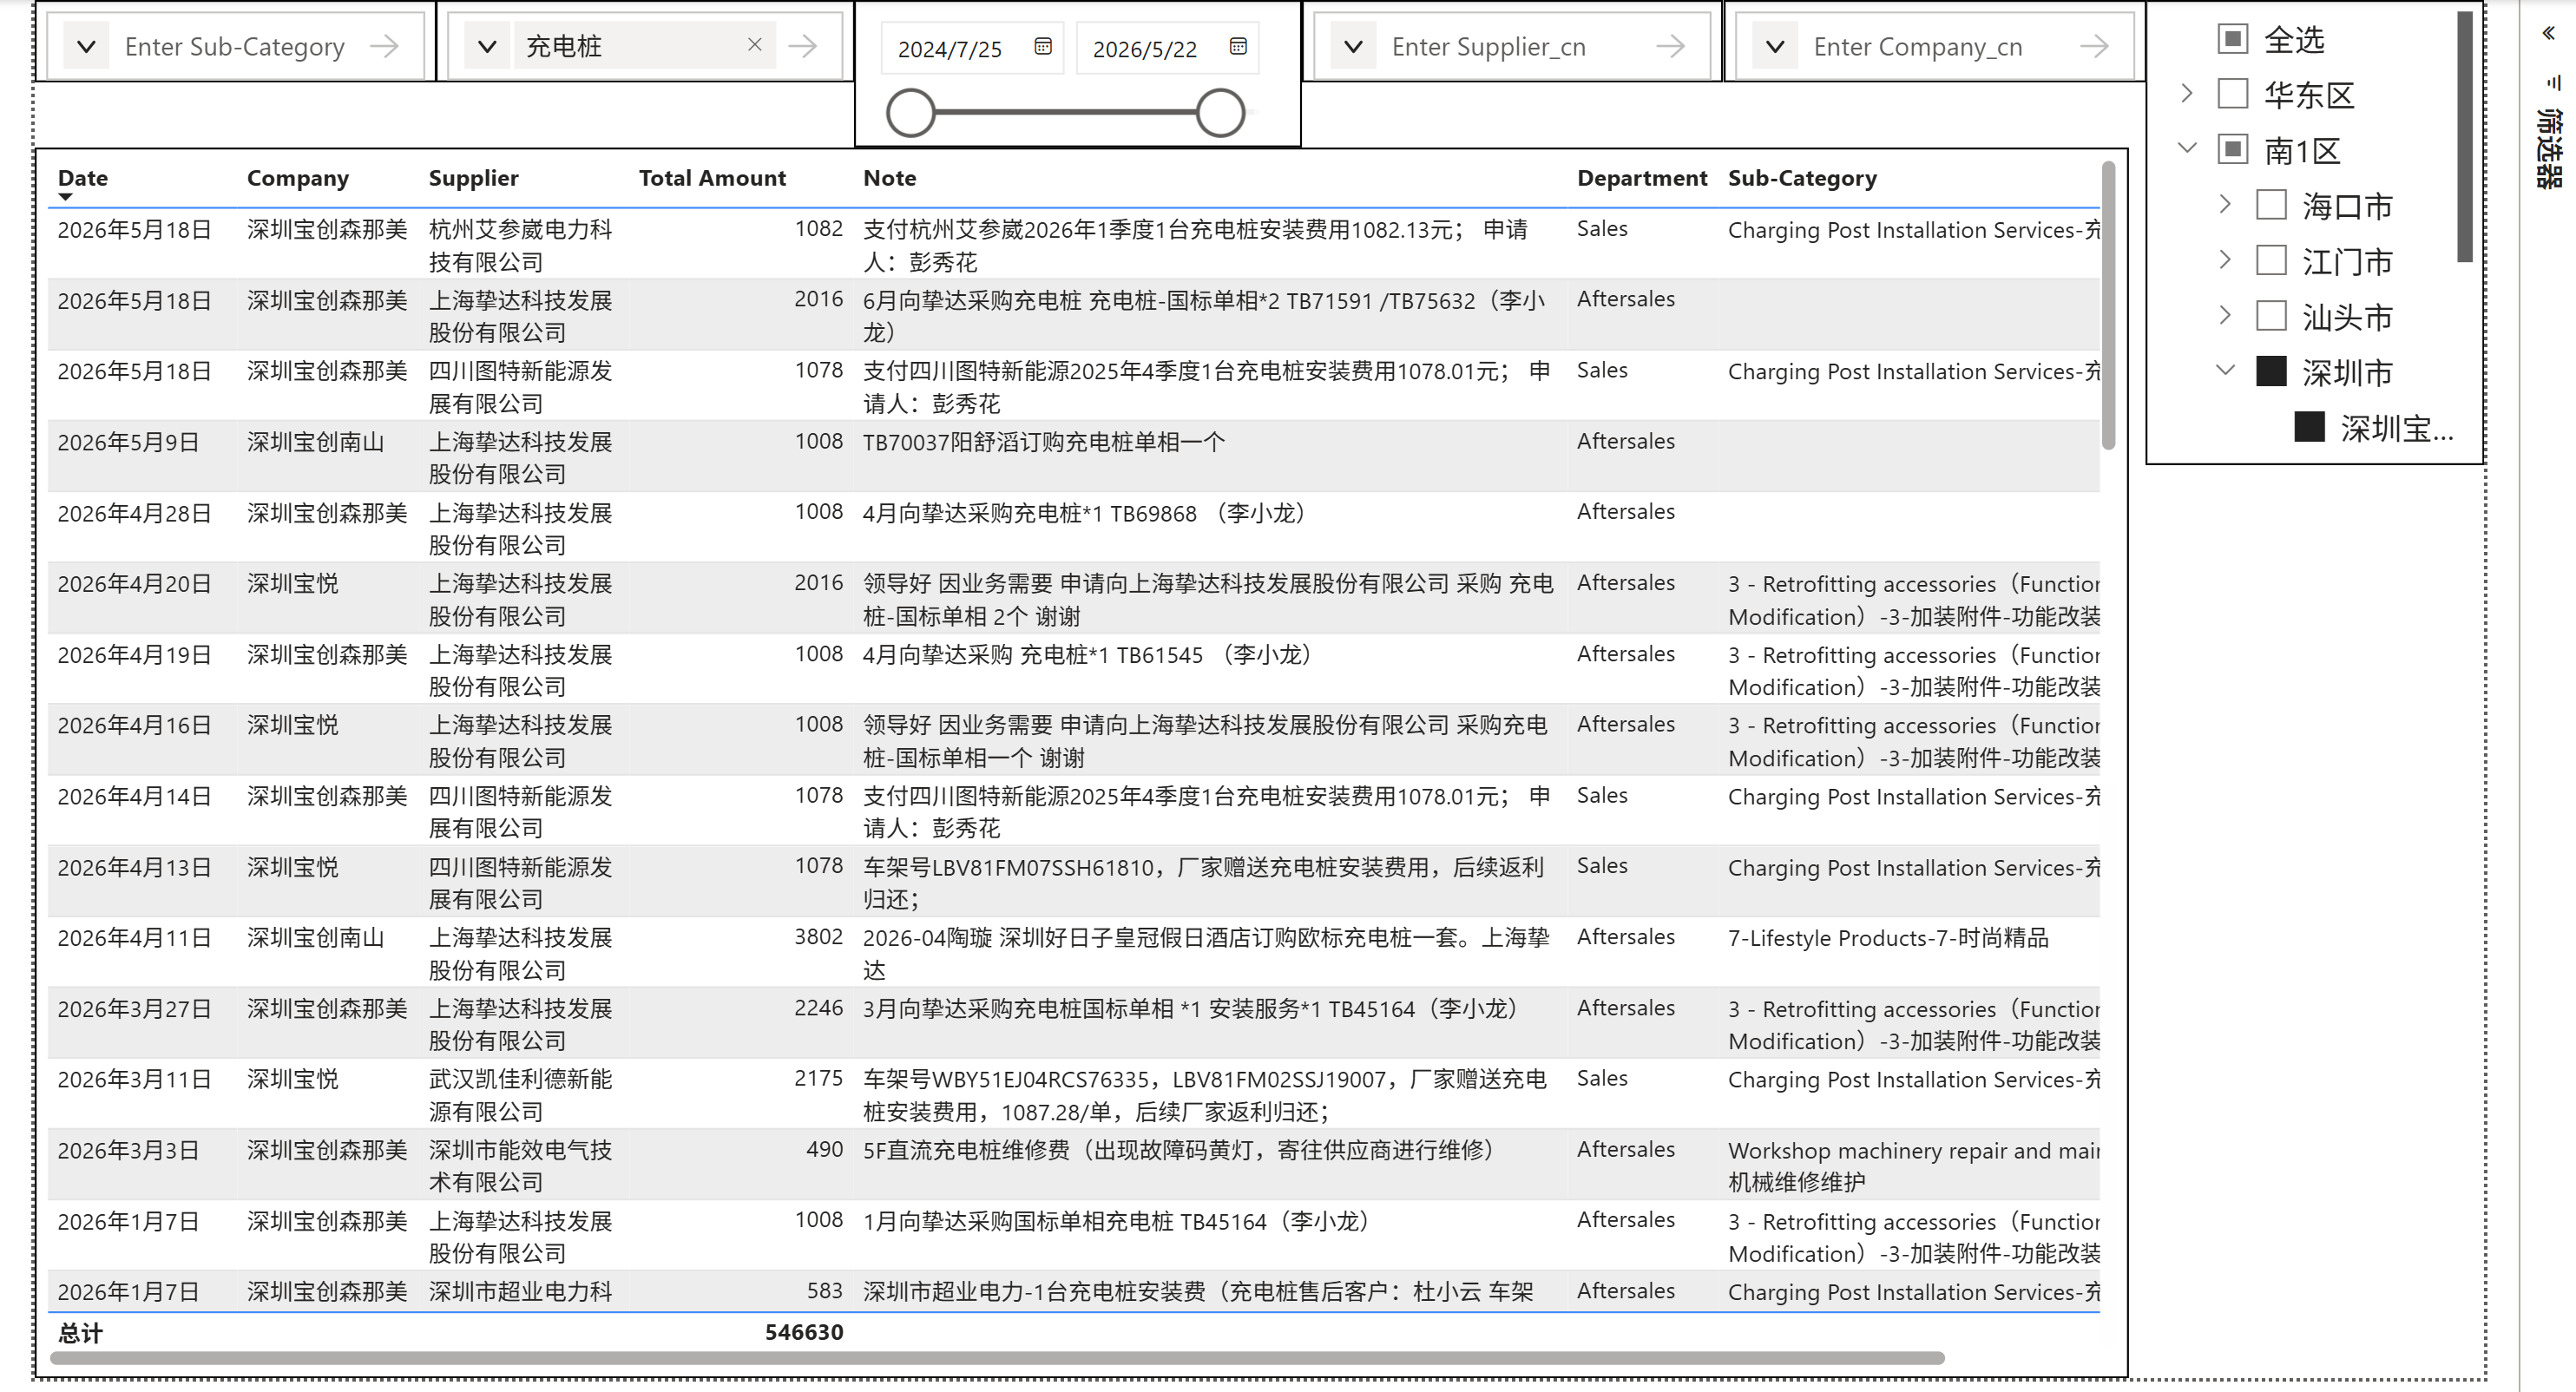 Enter Sub-Category
充电桩
2024/7/25
2026/5/22
Enter Supplier_cn
Enter Company_cn
全选
华东区
南1区
海口市
江门市
汕头市
深圳市
深圳宝...
筛选器
Date Company Supplier Total Amount Note Department Sub-Category
2026年5月18日 深圳宝创森那美 杭州艾参崴电力科 1082 支付杭州艾参崴2026年1季度1台充电桩安装费用1082.13元； 申请 Sales Charging Post Installation Services-充
技有限公司 人：彭秀花
2026年5月18日 深圳宝创森那美 上海挚达科技发展 2016 6月向挚达采购充电桩 充电桩-国标单相*2 TB71591 /TB75632（李小 Aftersales
股份有限公司 龙）
2026年5月18日 深圳宝创森那美 四川图特新能源发 1078 支付四川图特新能源2025年4季度1台充电桩安装费用1078.01元； 申 Sales Charging Post Installation Services-充
展有限公司 请人：彭秀花
2026年5月9日 深圳宝创南山 上海挚达科技发展 1008 TB70037阳舒滔订购充电桩单相一个 Aftersales
股份有限公司
2026年4月28日 深圳宝创森那美 上海挚达科技发展 1008 4月向挚达采购充电桩*1 TB69868 （李小龙） Aftersales
股份有限公司
2026年4月20日 深圳宝悦 上海挚达科技发展 2016 领导好 因业务需要 申请向上海挚达科技发展股份有限公司 采购 充电 Aftersales 3 - Retrofitting accessories（Function
股份有限公司 桩-国标单相 2个 谢谢 Modification）-3-加装附件-功能改装
2026年4月19日 深圳宝创森那美 上海挚达科技发展 1008 4月向挚达采购 充电桩*1 TB61545 （李小龙） Aftersales 3 - Retrofitting accessories（Function
股份有限公司 Modification）-3-加装附件-功能改装
2026年4月16日 深圳宝悦 上海挚达科技发展 1008 领导好 因业务需要 申请向上海挚达科技发展股份有限公司 采购充电 Aftersales 3 - Retrofitting accessories（Function
股份有限公司 桩-国标单相一个 谢谢 Modification）-3-加装附件-功能改装
2026年4月14日 深圳宝创森那美 四川图特新能源发 1078 支付四川图特新能源2025年4季度1台充电桩安装费用1078.01元； 申 Sales Charging Post Installation Services-充
展有限公司 请人：彭秀花
2026年4月13日 深圳宝悦 四川图特新能源发 1078 车架号LBV81FM07SSH61810，厂家赠送充电桩安装费用，后续返利 Sales Charging Post Installation Services-充
展有限公司 归还；
2026年4月11日 深圳宝创南山 上海挚达科技发展 3802 2026-04陶璇 深圳好日子皇冠假日酒店订购欧标充电桩一套。上海挚 Aftersales 7-Lifestyle Products-7-时尚精品
股份有限公司 达
2026年3月27日 深圳宝创森那美 上海挚达科技发展 2246 3月向挚达采购充电桩国标单相 *1 安装服务*1 TB45164（李小龙） Aftersales 3 - Retrofitting accessories（Function
股份有限公司 Modification）-3-加装附件-功能改装
2026年3月11日 深圳宝悦 武汉凯佳利德新能 2175 车架号WBY51EJ04RCS76335，LBV81FM02SSJ19007，厂家赠送充电 Sales Charging Post Installation Services-充
源有限公司 桩安装费用，1087.28/单，后续厂家返利归还；
2026年3月3日 深圳宝创森那美 深圳市能效电气技 490 5F直流充电桩维修费（出现故障码黄灯，寄往供应商进行维修） Aftersales Workshop machinery repair and main
术有限公司 机械维修维护
2026年1月7日 深圳宝创森那美 上海挚达科技发展 1008 1月向挚达采购国标单相充电桩 TB45164（李小龙） Aftersales 3 - Retrofitting accessories（Function
股份有限公司 Modification）-3-加装附件-功能改装
2026年1月7日 深圳宝创森那美 深圳市超业电力科 583 深圳市超业电力-1台充电桩安装费（充电桩售后客户：杜小云 车架 Aftersales Charging Post Installation Services-充
总计 546630